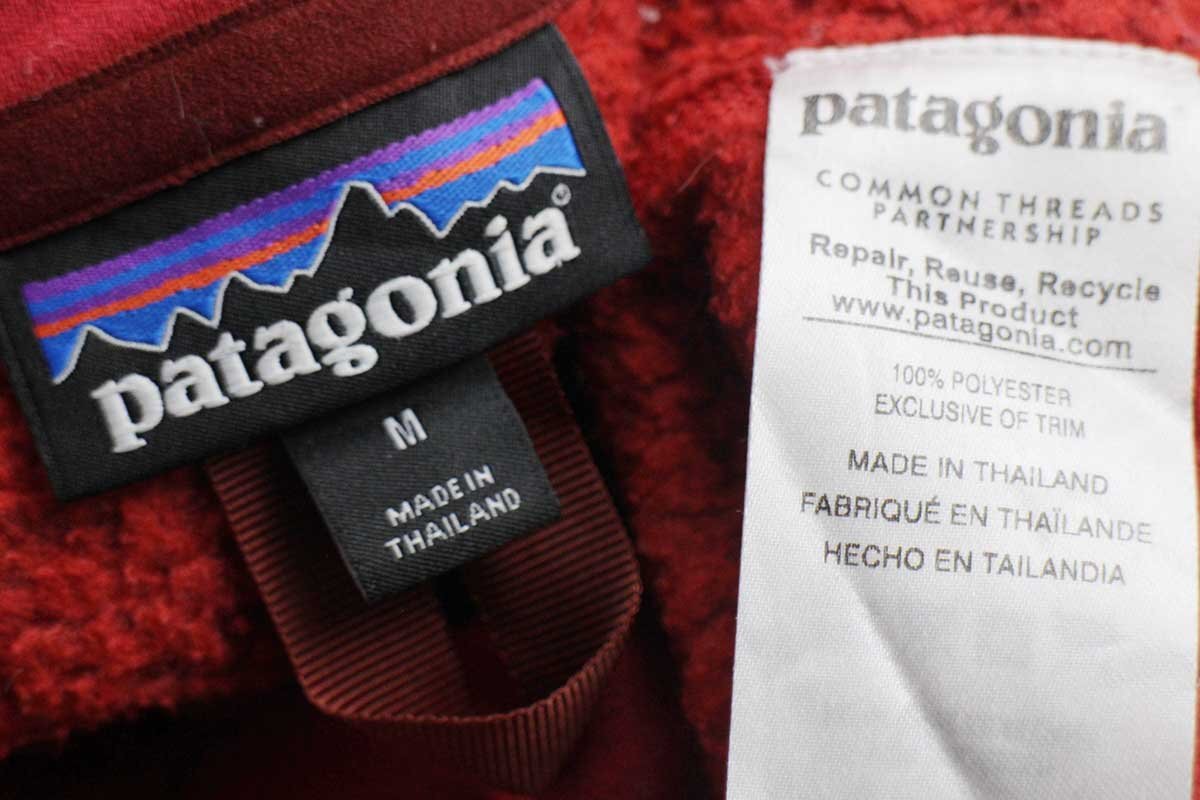 patagonia®
M
MADE IN
THAILAND
patagonia
COMMON THREADS
PARTNERSHIP
Repair, Reuse, Recycle
This Product
www.patagonia.com
100% POLYESTER
EXCLUSIVE OF TRIM
MADE IN THAILAND
FABRIQUÉ EN THAÏLANDE
HECHO EN TAILANDIA